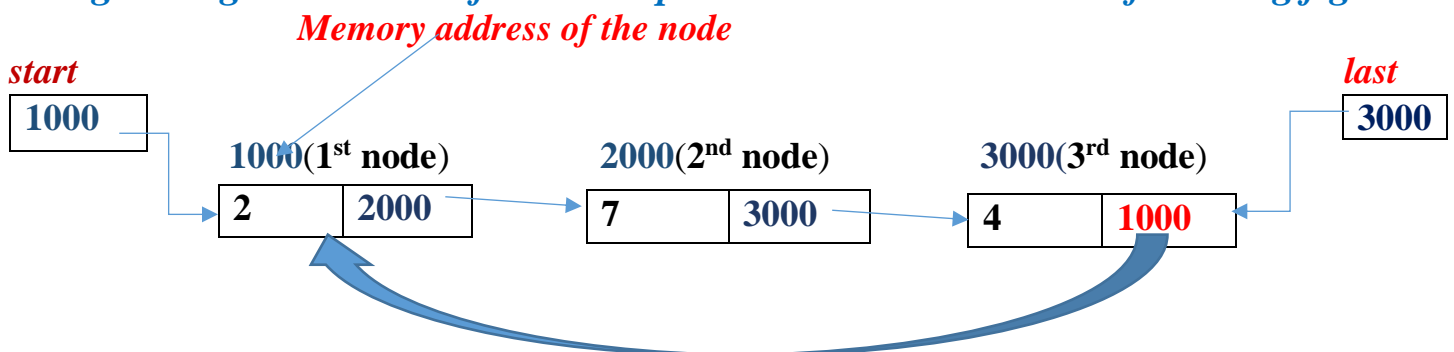 Memory address of the node
start
last
1000
3000
1000(1st node)
2000(2nd node)
3000(3rd node)
2 2000
7 3000
4 1000